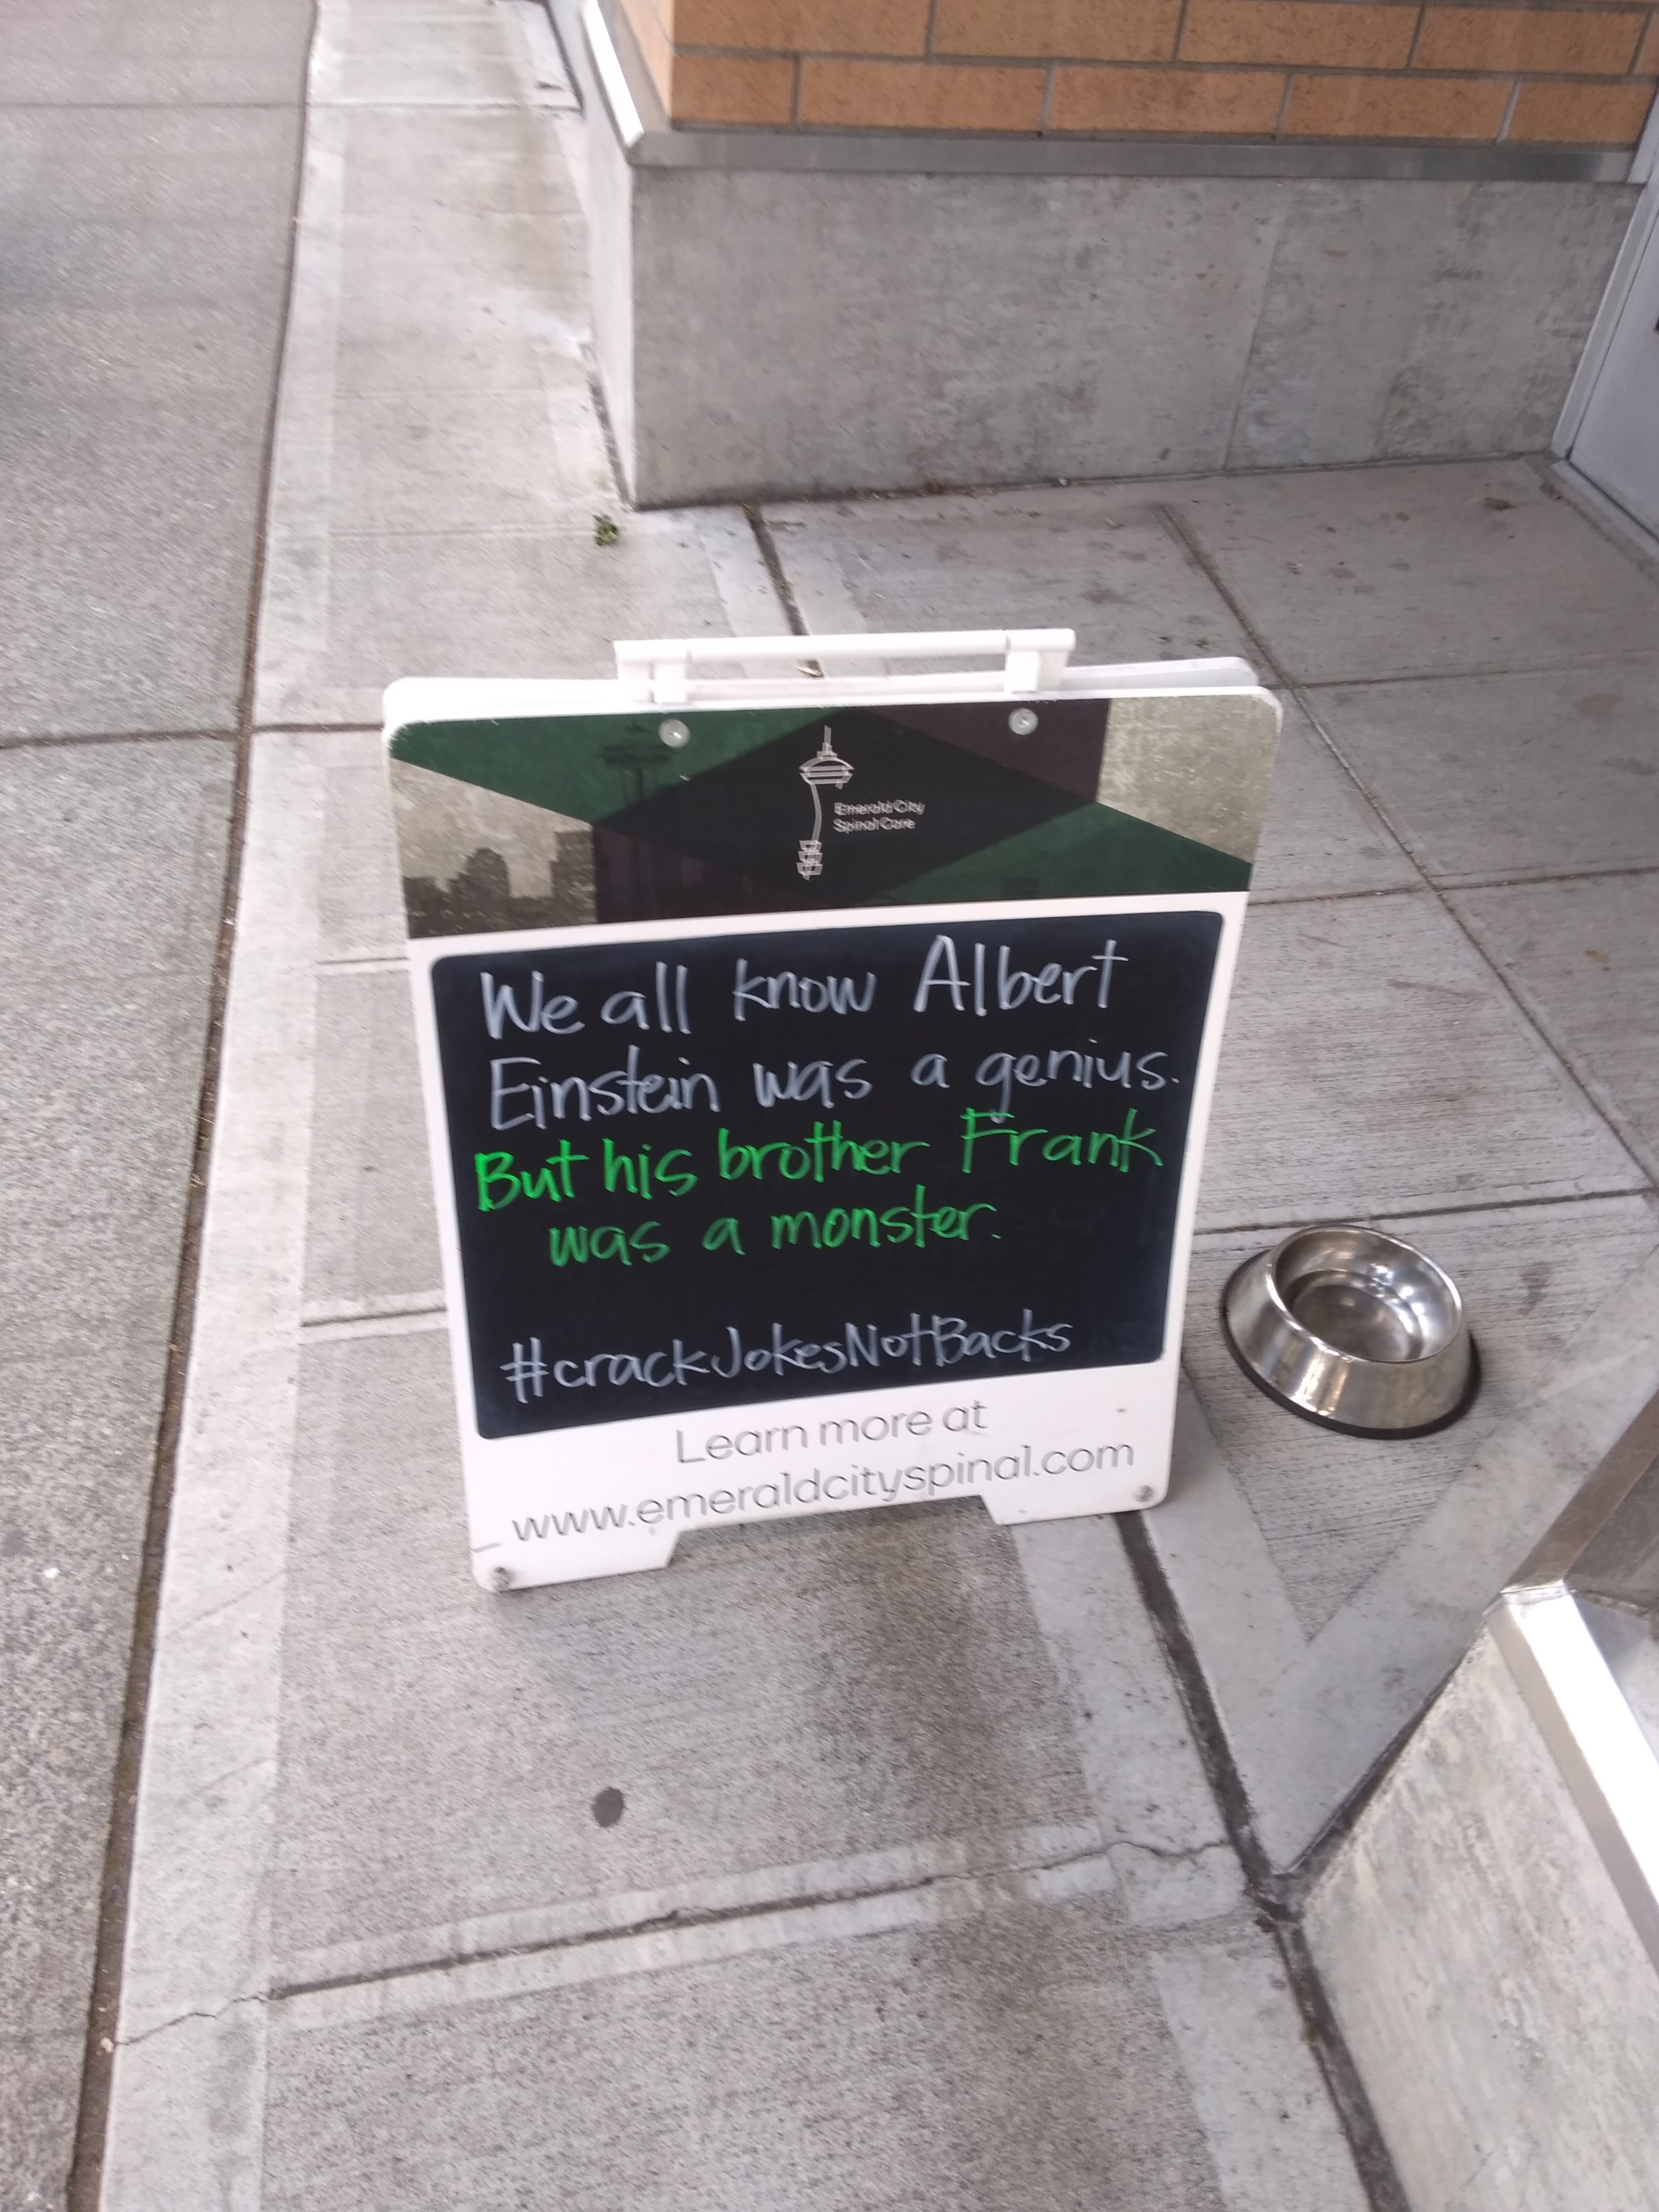 Emerald City
Spinal Care
We all know Albert
Einstein was a genius.
But his brother Frank
was a monster.
#crackJokesNotBacks
Learn more at
www.emeraldcityspinal.com